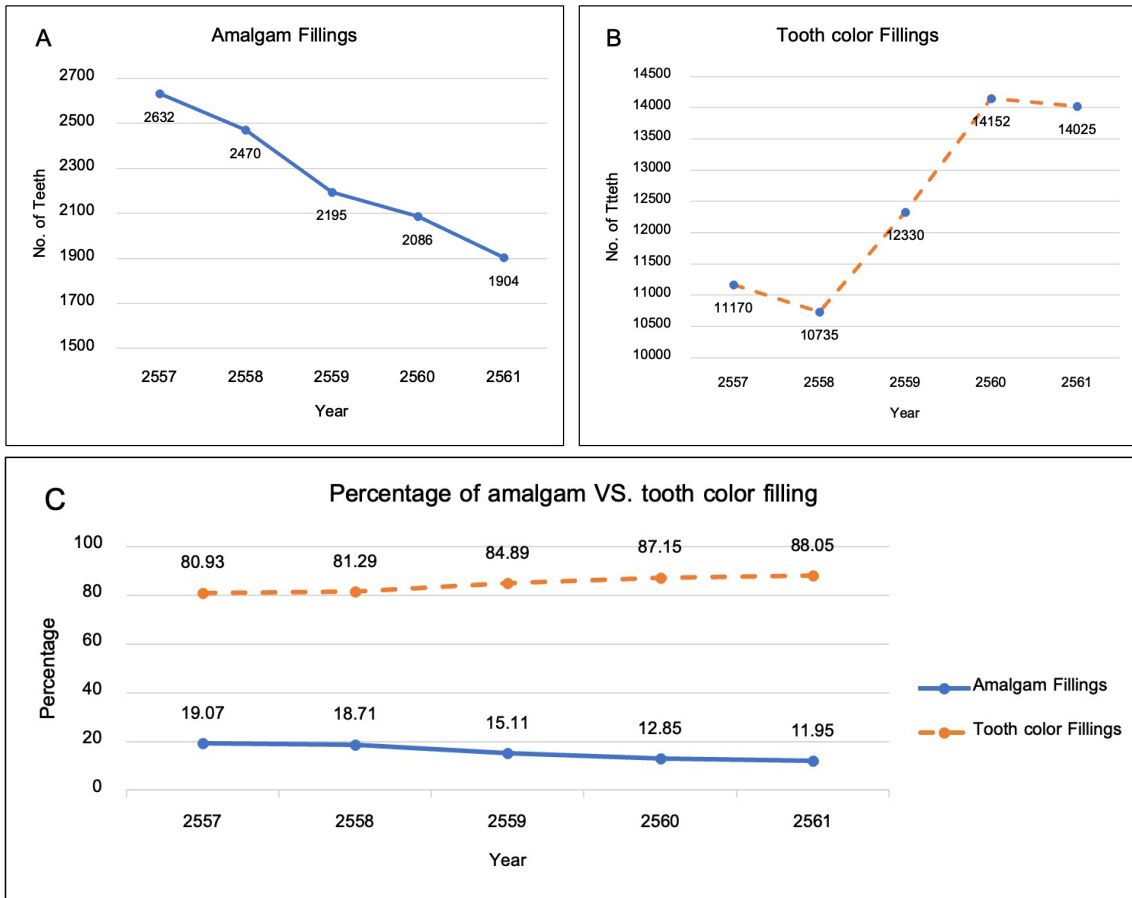 A
Amalgam Fillings
2700
2500
2300
2100
1900
1700
1500
No. of Teeth
2632
2470
2195
2086
1904
2557 2558 2559 2560 2561
Year
B
Tooth color Fillings
14500
14000
13500
13000
12500
12000
11500
11000
10500
10000
No. of Ttteth
11170
10735
12330
14152
14025
2557 2558 2559 2560 2561
Year
C
Percentage of amalgam VS. tooth color filling
100
80
60
40
20
0
Percentage
80.93 81.29 84.89 87.15 88.05
19.07 18.71 15.11 12.85 11.95
2557 2558 2559 2560 2561
Year
Amalgam Fillings
Tooth color Fillings